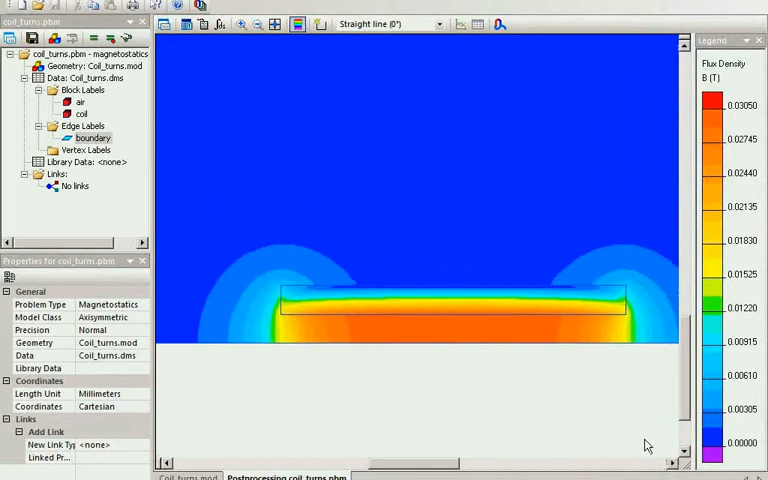 Straight line (0°)
coil_turns.pbm
coil_turns.pbm - magnetostatics
Geometry: Coil_turns.mod
Data: Coil_turns.dms
Block Labels
air
coil
Edge Labels
boundary
Vertex Labels
Library Data: <none>
Links:
No links
Properties for coil_turns.pbm
General
Problem Type Magnetostatics
Model Class Axisymmetric
Precision Normal
Geometry Coil_turns.mod
Data Coil_turns.dms
Library Data
Coordinates
Length Unit Millimeters
Coordinates Cartesian
Links
Add Link
New Link Typ <none>
Linked Pr...
Legend
Flux Density
B (T)
0.03050
0.02745
0.02440
0.02135
0.01830
0.01525
0.01220
0.00915
0.00610
0.00305
0.00000
Coil_turns.mod
Postprocessing coil_turns.pbm